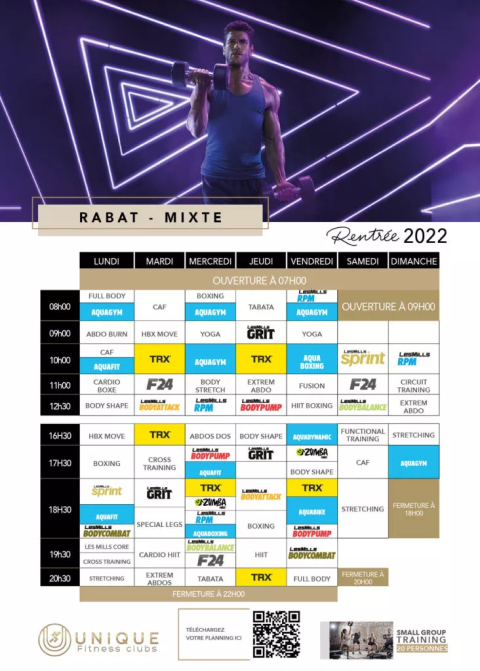 RABAT - MIXTE
Rentrée 2022
LUNDI MARDI MERCREDI JEUDI VENDREDI SAMEDI DIMANCHE
OUVERTURE À 07H00
OUVERTURE À 09H00
08H00
FULL BODY
AQUAGYM
CAF
BOXING
AQUAGYM
TABATA
LesMILLS
RPM
AQUAGYM
09H00
ABDO BURN
HBX MOVE
YOGA
LesMILLS
GRIT
YOGA
10H00
CAF
AQUAFIT
TRX
AQUAGYM
TRX
AQUA
BOXING
LesMILLS
sprint
LesMILLS
RPM
11H00
CARDIO
BOXE
F24
BODY
STRETCH
EXTREM
ABDO
FUSION
F24
CIRCUIT
TRAINING
12H30
BODY SHAPE
LesMILLS
BODYATTACK
LesMILLS
RPM
LesMILLS
BODYPUMP
HIIT BOXING
LesMILLS
BODYBALANCE
EXTREM
ABDO
16H30
HBX MOVE
TRX
ABDOS DOS
BODY SHAPE
AQUADYNAMIC
FUNCTIONAL
TRAINING
STRETCHING
17H30
BOXING
CROSS
TRAINING
LesMILLS
BODYPUMP
AQUAFIT
LesMILLS
GRIT
ZUMBA
BODY SHAPE
CAF
AQUAGYM
18H30
LesMILLS
sprint
AQUAFIT
LesMILLS
BODYCOMBAT
LesMILLS
GRIT
SPECIAL LEGS
TRX
ZUMBA
LesMILLS
RPM
AQUABOXING
LesMILLS
BODYATTACK
BOXING
TRX
AQUABIKE
LesMILLS
BODYPUMP
STRETCHING
FERMETURE À
18H00
19h30
LES MILLS CORE
CROSS TRAINING
CARDIO HIIT
LesMILLS
BODYBALANCE
F24
HIIT
LesMILLS
BODYCOMBAT
20H30
STRETCHING
EXTREM
ABDOS
TABATA
TRX
FULL BODY
FERMETURE À
20H00
FERMETURE À 22H00
UNIQUE
Fitness clubs
TÉLÉCHARGEZ
VOTRE PLANNING ICI
SMALL GROUP
TRAINING
20 PERSONNES